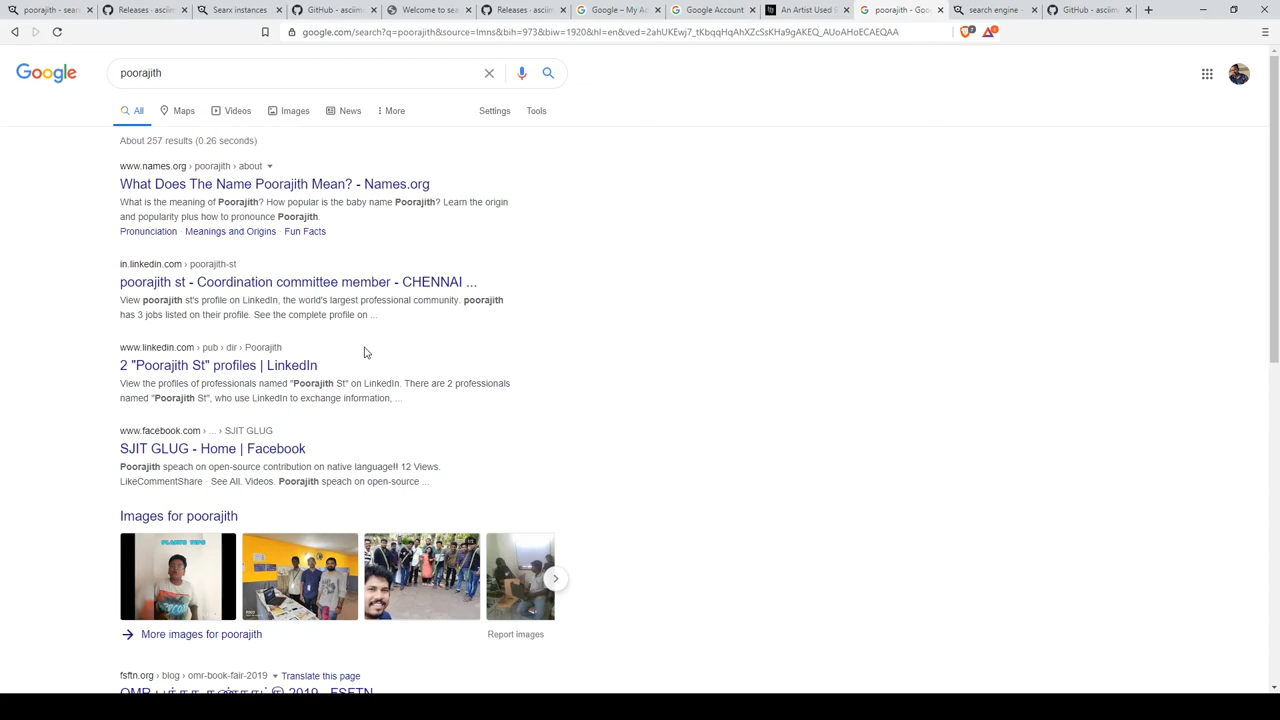 poorajith - sear
Releases · asciim
Searx instances
GitHub - asciimo
Welcome to sea
Releases · asciim
Google – My Ac
Google Account
An Artist Used 9
poorajith - Goo
search engine -
GitHub - asciim
google.com/search?q=poorajith&source=lmns&bih=973&biw=1920&hl=en&ved=2ahUKEwj7_tKbqqHqAhXZcSsKHa9gAKEQ_AUoAHoECAEQAA
Google
poorajith
All Maps Videos Images News More Settings Tools
About 257 results (0.26 seconds)
www.names.org › poorajith › about
What Does The Name Poorajith Mean? - Names.org
What is the meaning of Poorajith? How popular is the baby name Poorajith? Learn the origin
and popularity plus how to pronounce Poorajith.
Pronunciation · Meanings and Origins · Fun Facts
in.linkedin.com › poorajith-st
poorajith st - Coordination committee member - CHENNAI ...
View poorajith st's profile on LinkedIn, the world's largest professional community. poorajith
has 3 jobs listed on their profile. See the complete profile on ...
www.linkedin.com › pub › dir › Poorajith
2 "Poorajith St" profiles | LinkedIn
View the profiles of professionals named "Poorajith St" on LinkedIn. There are 2 professionals
named "Poorajith St", who use LinkedIn to exchange information, ...
www.facebook.com › ... › SJIT GLUG
SJIT GLUG - Home | Facebook
Poorajith speach on open-source contribution on native language!! 12 Views.
LikeCommentShare · See All. Videos. Poorajith speach on open-source ...
Images for poorajith
More images for poorajith
Report images
fsftn.org › blog › omr-book-fair-2019 Translate this page
OMR 2019 - FSFTN